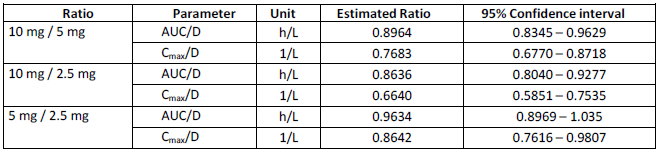 Ratio Parameter Unit Estimated Ratio 95% Confidence interval
10 mg / 5 mg AUC/D h/L 0.8964 0.8345 – 0.9629
Cmax/D 1/L 0.7683 0.6770 – 0.8718
10 mg / 2.5 mg AUC/D h/L 0.8636 0.8040 – 0.9277
Cmax/D 1/L 0.6640 0.5851 – 0.7535
5 mg / 2.5 mg AUC/D h/L 0.9634 0.8969 – 1.035
Cmax/D 1/L 0.8642 0.7616 – 0.9807